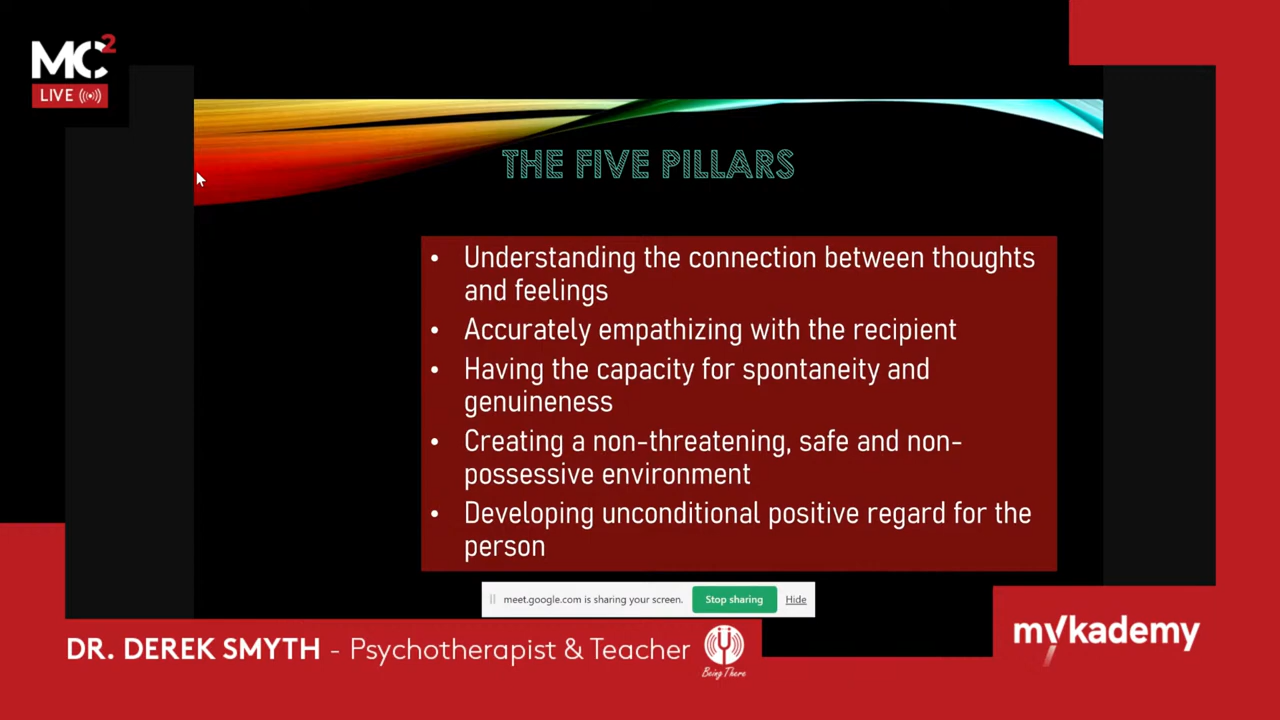 MC2
LIVE
THE FIVE PILLARS
• Understanding the connection between thoughts
and feelings
• Accurately empathizing with the recipient
• Having the capacity for spontaneity and
genuineness
• Creating a non-threatening, safe and non-
possessive environment
• Developing unconditional positive regard for the
person
meet.google.com is sharing your screen. Stop sharing Hide
DR. DEREK SMYTH - Psychotherapist & Teacher
Being There
mykademy